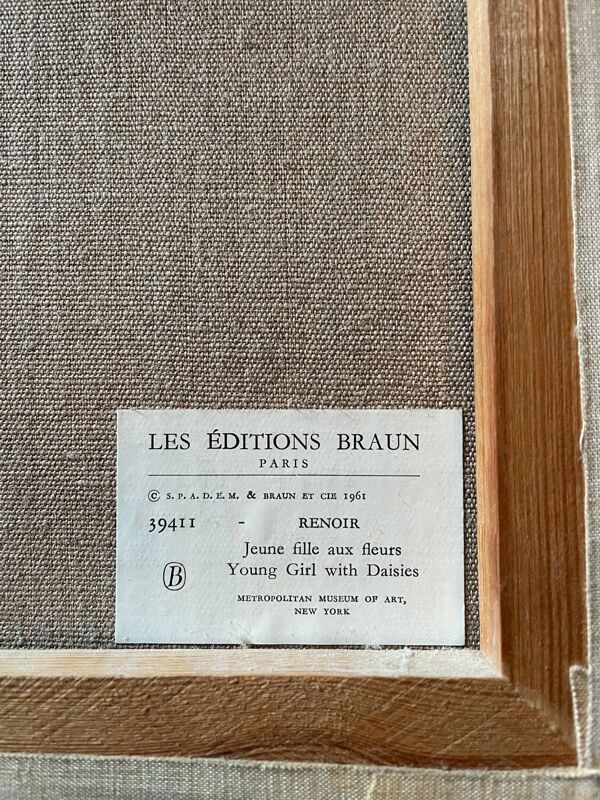 LES ÉDITIONS BRAUN
PARIS
© S. P. A. D. E. M. & BRAUN ET CIE 1961
39411 - RENOIR
Jeune fille aux fleurs
B Young Girl with Daisies
METROPOLITAN MUSEUM OF ART,
NEW YORK